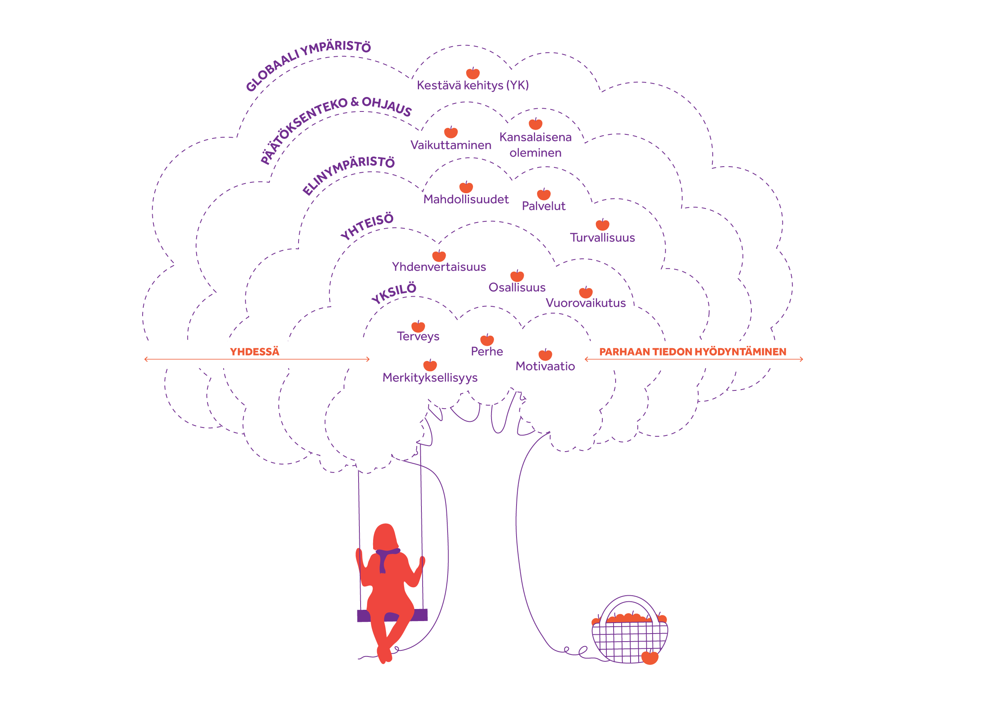 GLOBAALI YMPÄRISTÖ
Kestävä kehitys (YK)
PÄÄTÖKSENTEKO & OHJAUS
Vaikuttaminen
Kansalaisena
oleminen
ELINYMPÄRISTÖ
Mahdollisuudet
Palvelut
Turvallisuus
YHTEISÖ
Yhdenvertaisuus
Osallisuus
Vuorovaikutus
YKSILÖ
Terveys
Perhe
Motivaatio
Merkityksellisyys
YHDESSÄ
PARHAAN TIEDON HYÖDYNTÄMINEN